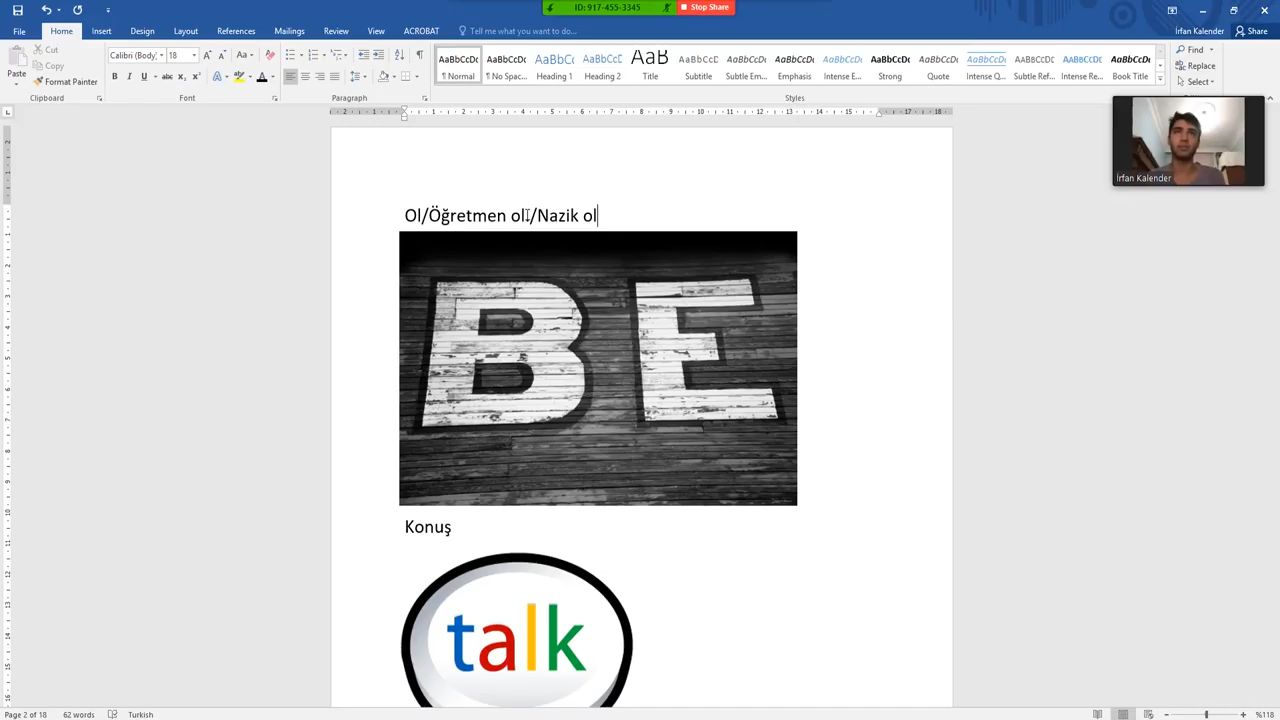 ID: 917-455-3345
Stop Share
File Home Insert Design Layout References Mailings Review View ACROBAT Tell me what you want to do...
İrfan Kalender Share
Paste
Cut
Copy
Format Painter
Clipboard
Calibri (Body) 18
Font
Paragraph
AaBbCcDc AaBbCcDc AaBbCc AaBbCcC AaB AaBbCcD AaBbCcDc AaBbCcDc AaBbCcDc AaBbCcDc AaBbCcDc AaBbCcDc AaBbCcDc AaBbCcDc AaBbCcDc
¶ Normal ¶ No Spac... Heading 1 Heading 2 Title Subtitle Subtle Em... Emphasis Intense E... Strong Quote Intense Q... Subtle Ref... Intense Re... Book Title
Styles
Find
Replace
Select
İrfan Kalender
Ol/Öğretmen ol/Nazik ol
BE
Konuş
talk
Page 2 of 18 62 words Turkish
%118